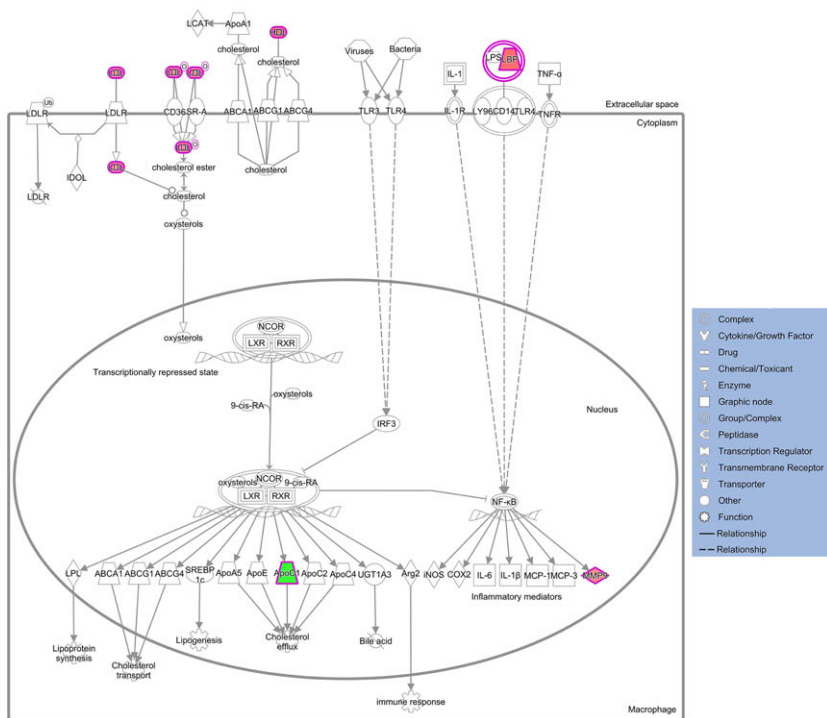 LCAT
ApoA1
cholesterol
HDL
cholesterol
Viruses
Bacteria
IL-1
LPS
LBP
TNF-α
Ub
LDLR
LDLR
CD36
SR-A
ABCA1
ABCG1
ABCG4
TLR3
TLR4
IL-1R
LY96
CD14
TLR4
TNFR
Extracellular space
Cytoplasm
LDLR
IDOL
cholesterol ester
cholesterol
oxysterols
cholesterol
oxysterols
NCOR
LXR
RXR
Transcriptionally repressed state
9-cis-RA
oxysterols
IRF3
Nucleus
oxysterols
NCOR
9-cis-RA
LXR
RXR
NF-κB
LPL
ABCA1
ABCG1
ABCG4
SREBP
1c
ApoA5
ApoE
ApoC1
ApoC2
ApoC4
UGT1A3
Arg2
iNOS
COX2
IL-6
IL-1β
MCP-1
MCP-3
MMP9
Inflammatory mediators
Lipoprotein
synthesis
Cholesterol
transport
Lipogenesis
Cholesterol
efflux
Bile acid
immune response
Macrophage
Complex
Cytokine/Growth Factor
Drug
Chemical/Toxicant
Enzyme
Graphic node
Group/Complex
Peptidase
Transcription Regulator
Transmembrane Receptor
Transporter
Other
Function
Relationship
Relationship